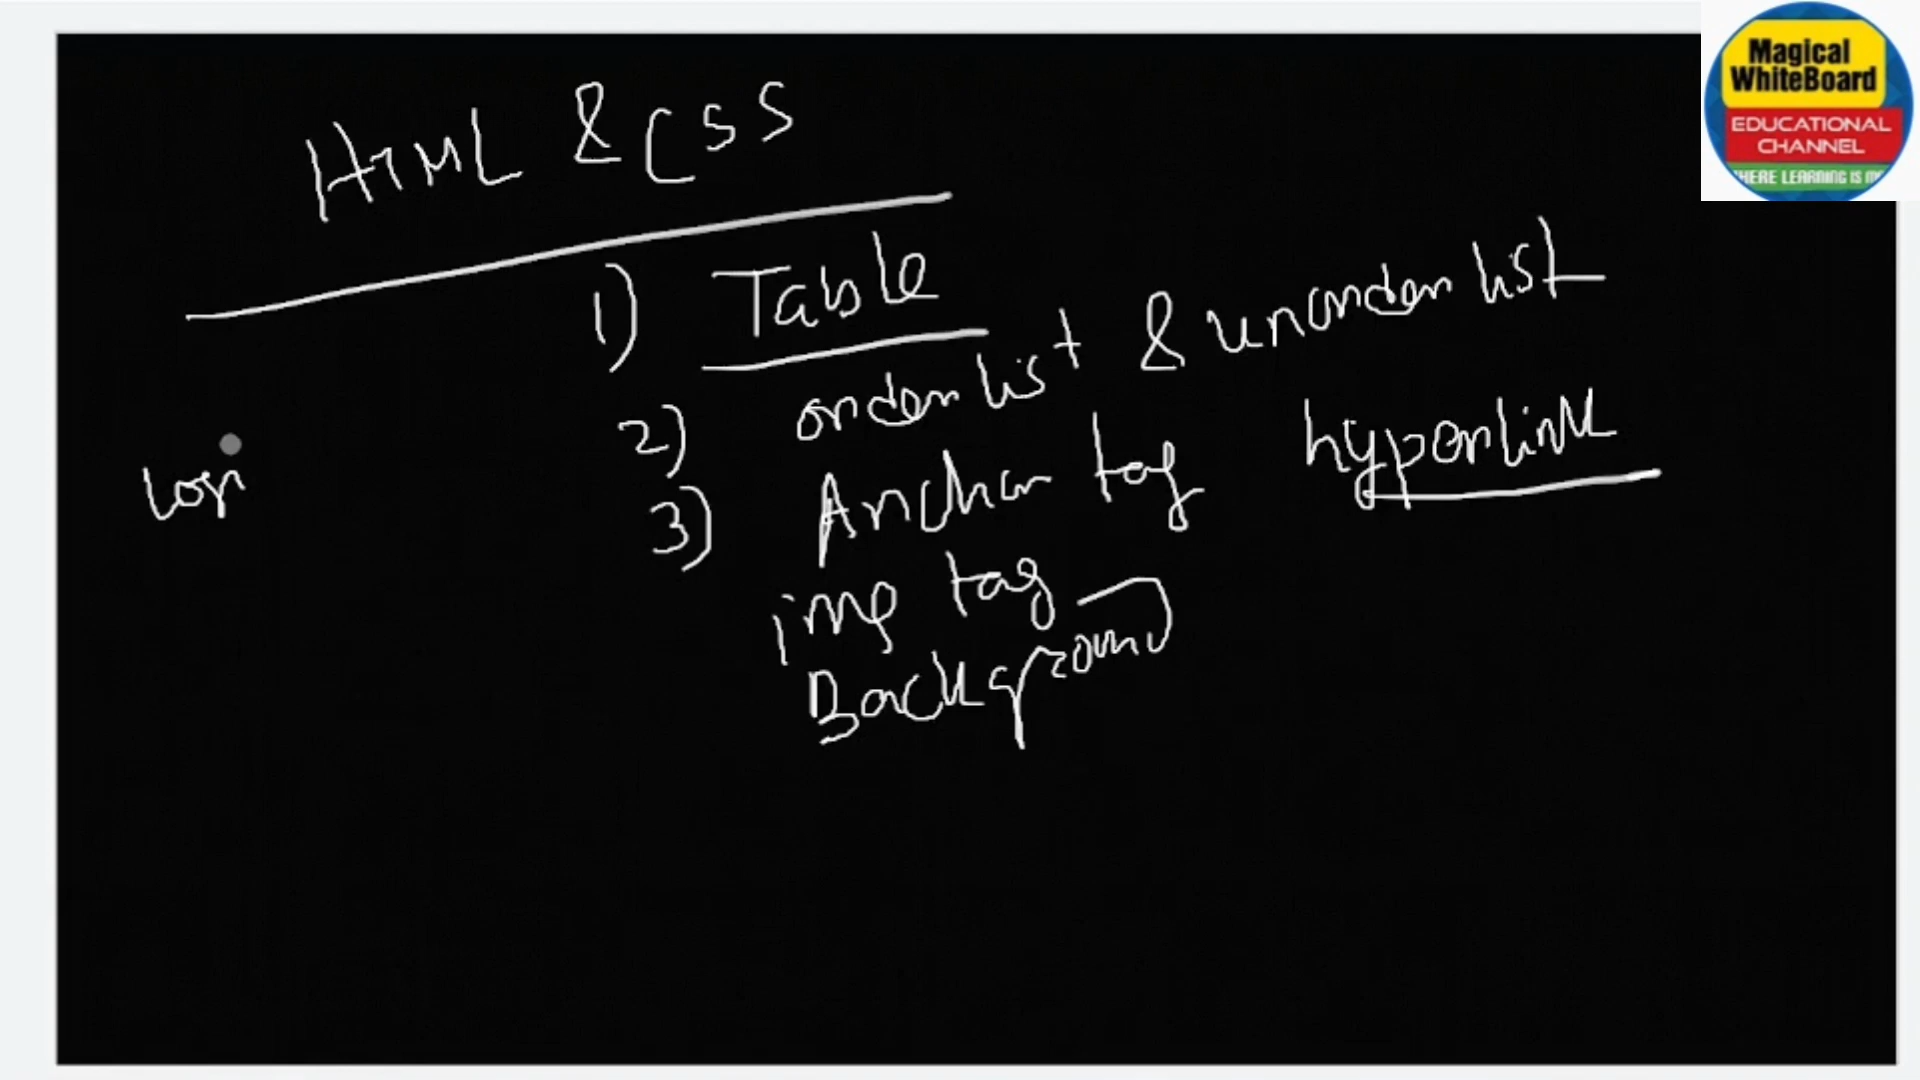 Magical
WhiteBoard
EDUCATIONAL
CHANNEL
HTML & CSS
1) Table
2) order list & unorder list
3) Anchar tag hyperlink
img tag
Background